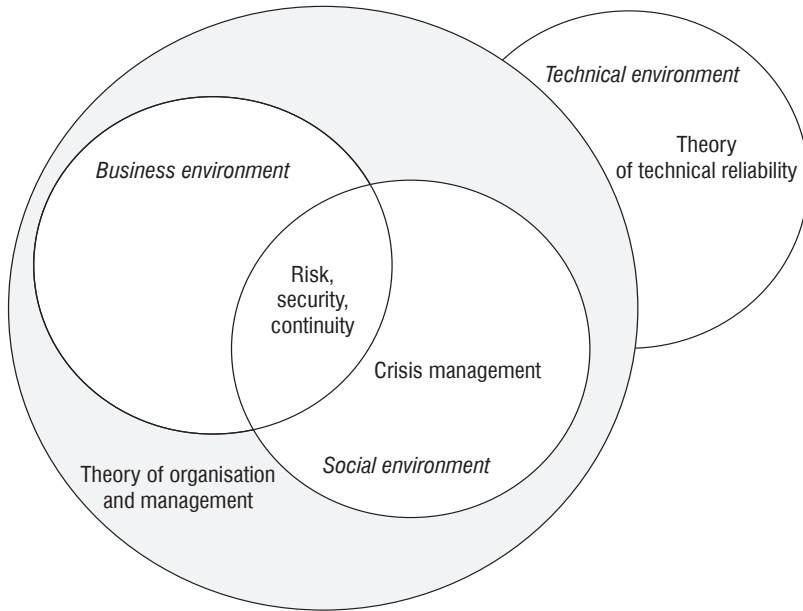 Technical environment
Theory
of technical reliability
Business environment
Risk,
security,
continuity
Crisis management
Social environment
Theory of organisation
and management